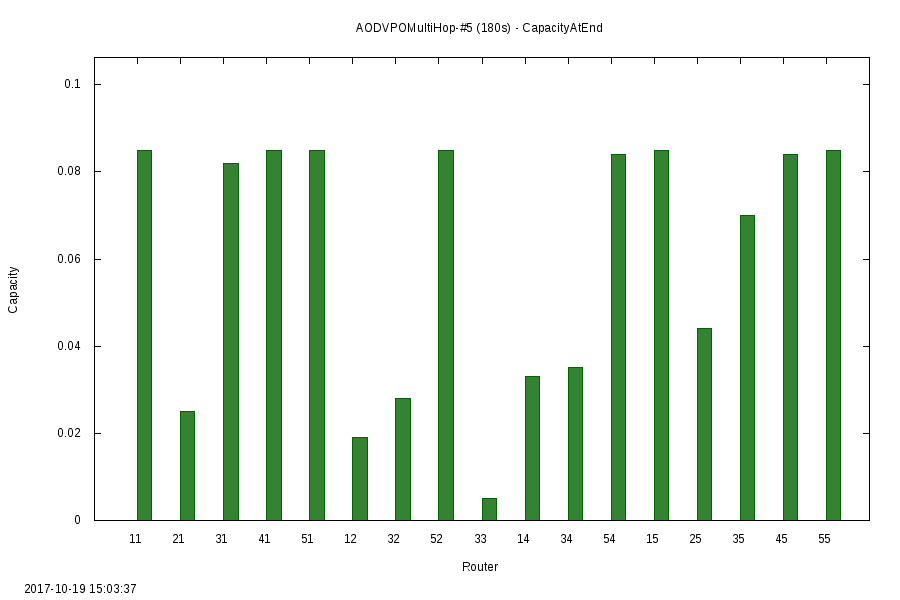 AODVPOMultiHop-#5 (180s) - CapacityAtEnd
0.1
0.08
0.06
0.04
0.02
0
Capacity
11 21 31 41 51 12 32 52 33 14 34 54 15 25 35 45 55
Router
2017-10-19 15:03:37